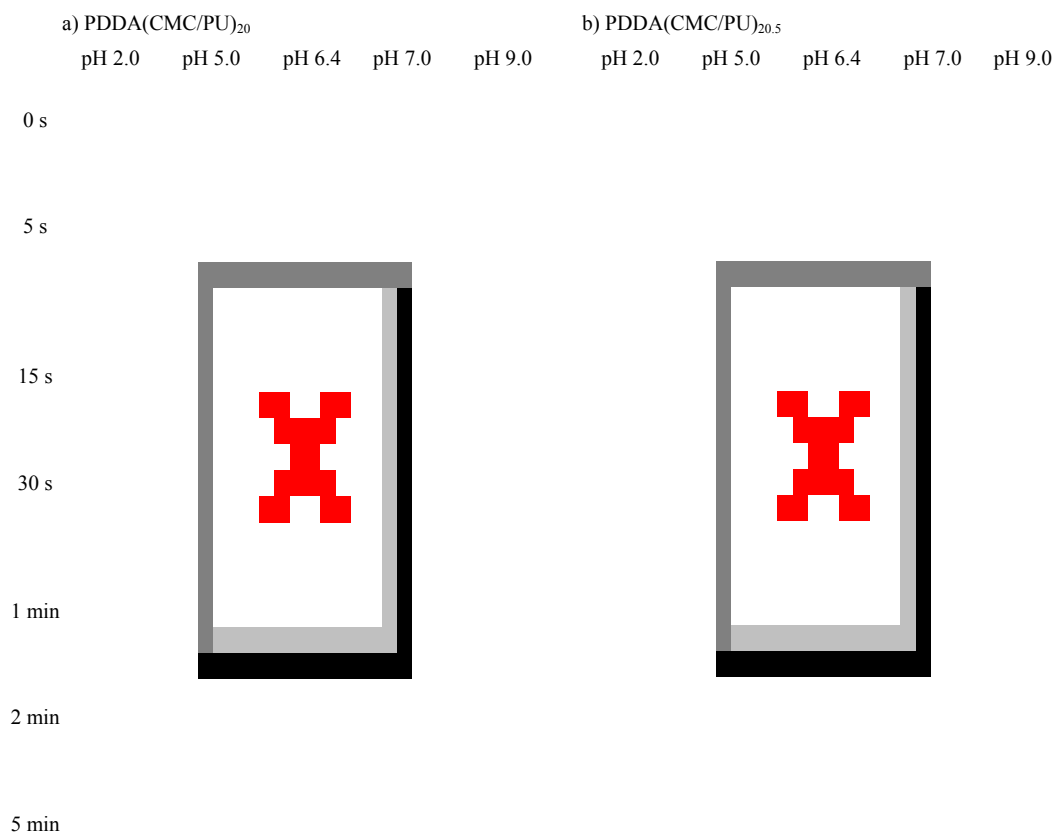 a) PDDA(CMC/PU)20 b) PDDA(CMC/PU)20.5
pH 2.0 pH 5.0 pH 6.4 pH 7.0 pH 9.0 pH 2.0 pH 5.0 pH 6.4 pH 7.0 pH 9.0
0 s
5 s
15 s
30 s
1 min
2 min
5 min